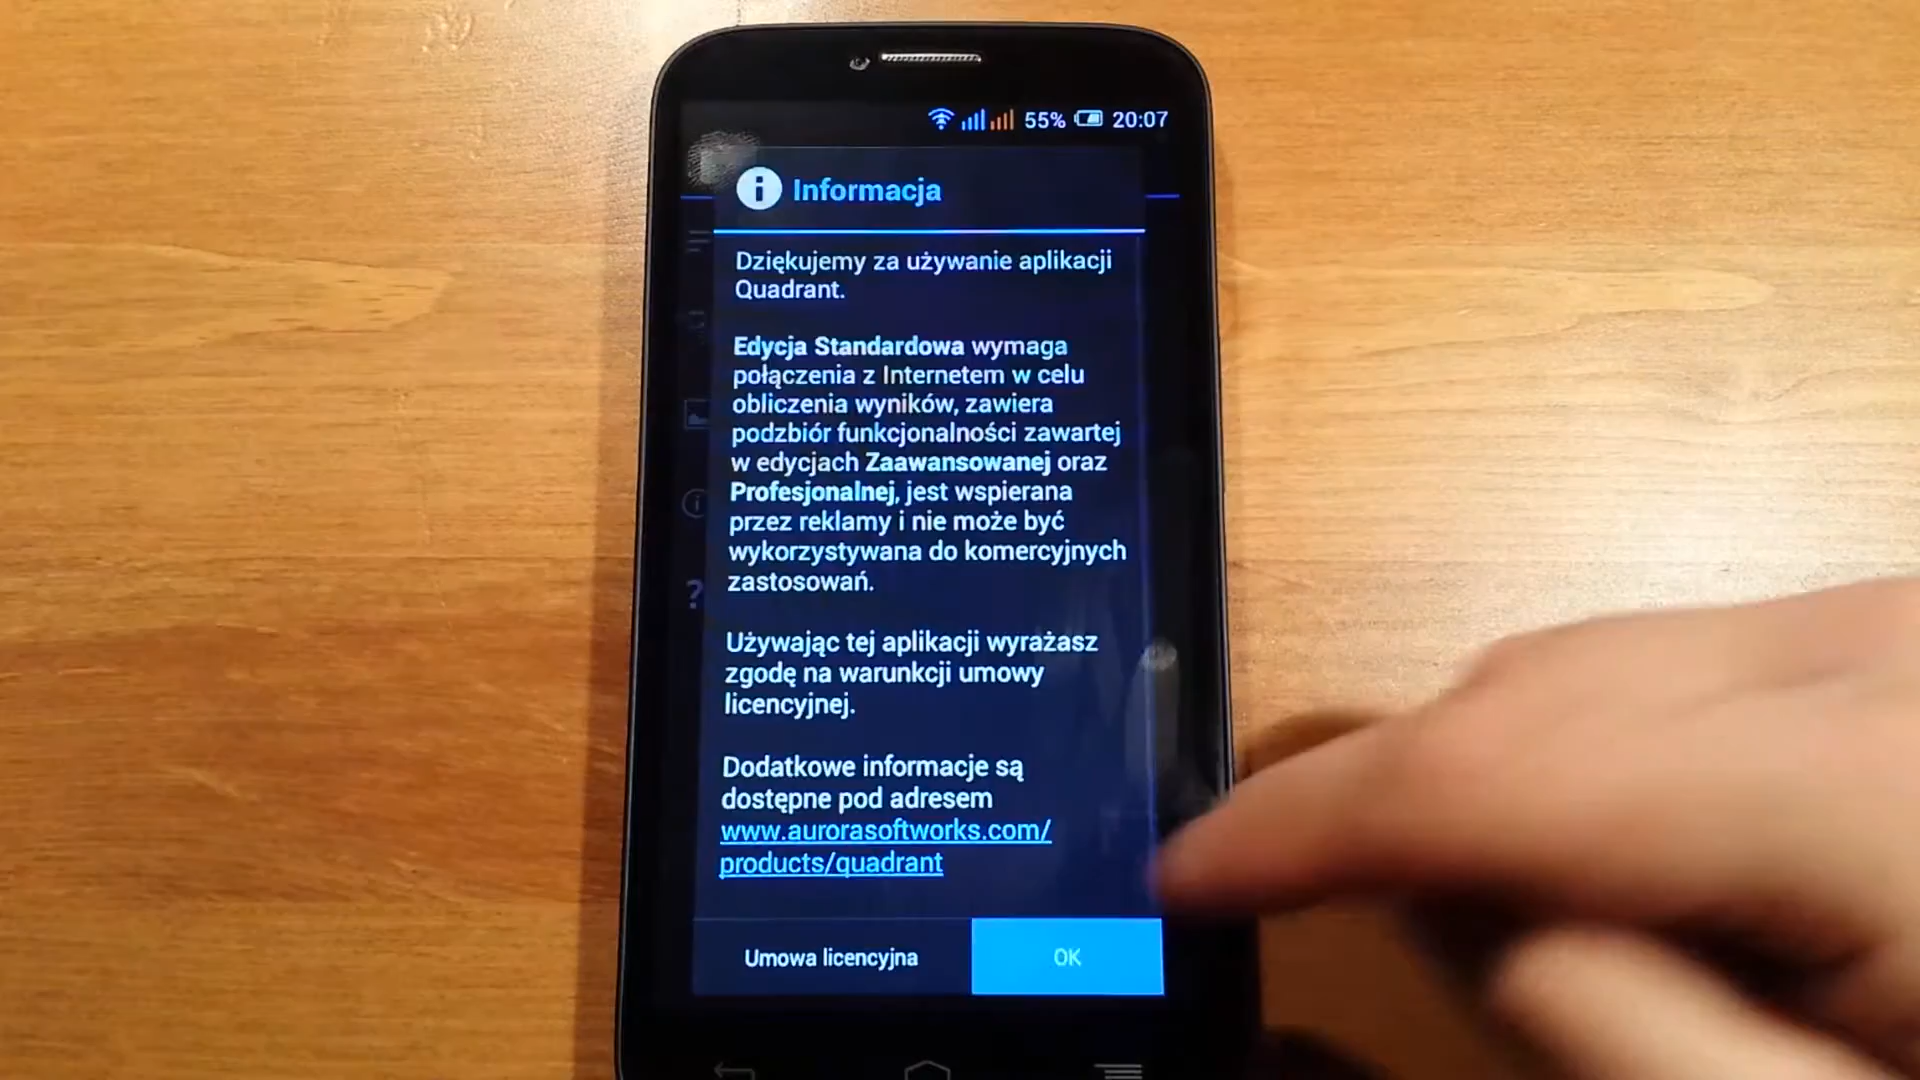 55% 20:07
Informacja
Dziękujemy za używanie aplikacji
Quadrant.
Edycja Standardowa wymaga
połączenia z Internetem w celu
obliczenia wyników, zawiera
podzbiór funkcjonalności zawartej
w edycjach Zaawansowanej oraz
Profesjonalnej, jest wspierana
przez reklamy i nie może być
wykorzystywana do komercyjnych
zastosowań.
Używając tej aplikacji wyrażasz
zgodę na warunkcji umowy
licencyjnej.
Dodatkowe informacje są
dostępne pod adresem
www.aurorasoftworks.com/
products/quadrant
Umowa licencyjna
OK